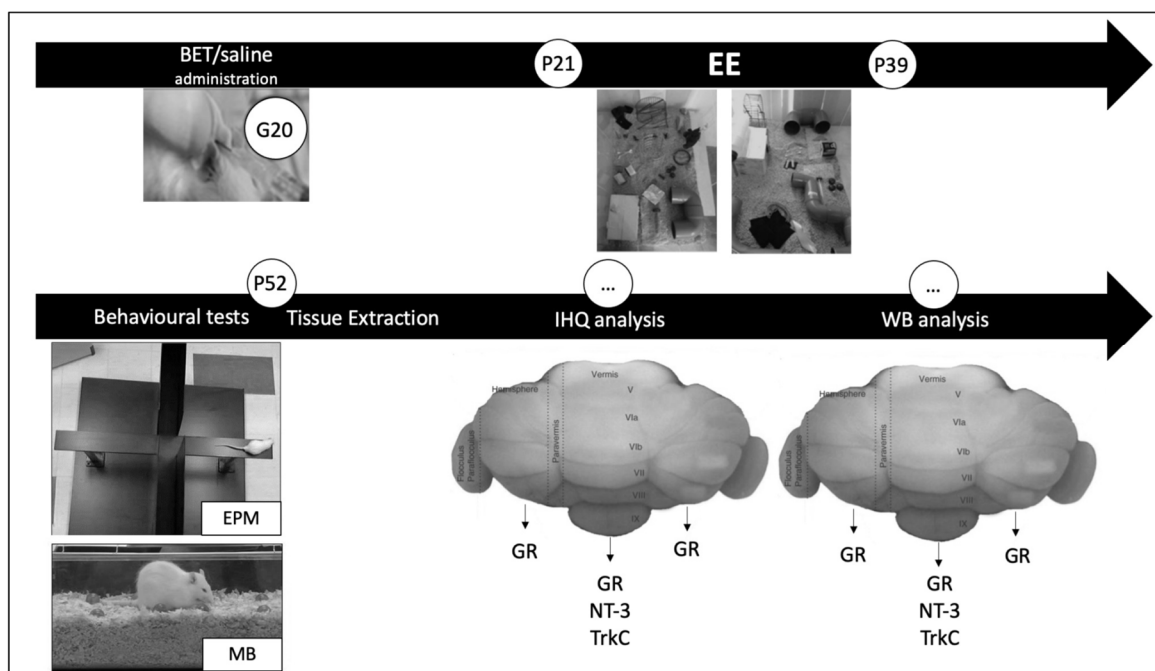 BET/saline
administration
G20
P21
EE
P39
P52
...
...
Behavioural tests
Tissue Extraction
IHQ analysis
WB analysis
EPM
MB
Vermis
Hemisphere
V
VIa
Paravermis
VIb
Flocculus
Paraflocculus
VII
VIII
IX
GR
GR
GR
NT-3
TrkC
Vermis
Hemisphere
V
VIa
Paravermis
VIb
Flocculus
Paraflocculus
VII
VIII
IX
GR
GR
GR
NT-3
TrkC